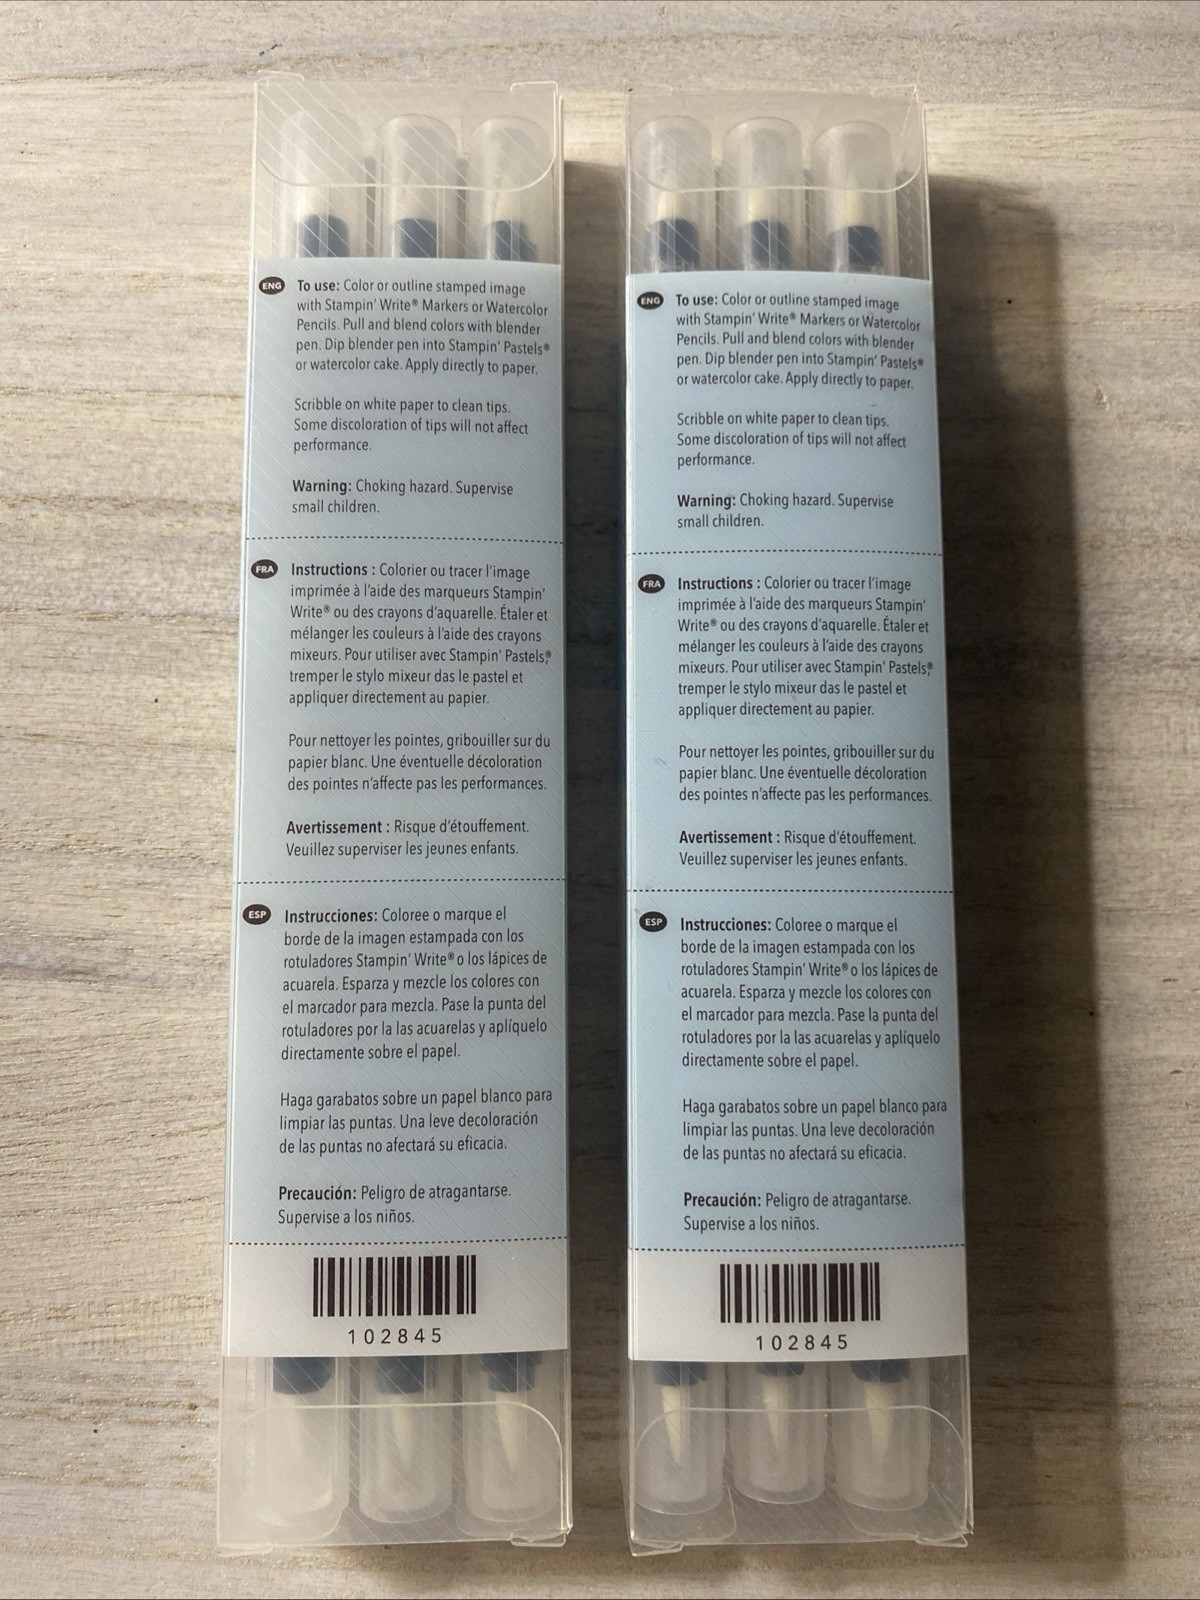 ENG
To use: Color or outline stamped image
with Stampin' Write® Markers or Watercolor
Pencils. Pull and blend colors with blender
pen. Dip blender pen into Stampin' Pastels®
or watercolor cake. Apply directly to paper.
Scribble on white paper to clean tips.
Some discoloration of tips will not affect
performance.
Warning: Choking hazard. Supervise
small children.
FRA
Instructions : Colorier ou tracer l'image
imprimée à l'aide des marqueurs Stampin'
Write® ou des crayons d'aquarelle. Étaler et
mélanger les couleurs à l'aide des crayons
mixeurs. Pour utiliser avec Stampin' Pastels®,
tremper le stylo mixeur das le pastel et
appliquer directement au papier.
Pour nettoyer les pointes, gribouiller sur du
papier blanc. Une éventuelle décoloration
des pointes n'affecte pas les performances.
Avertissement : Risque d'étouffement.
Veuillez superviser les jeunes enfants.
ESP
Instrucciones: Coloree o marque el
borde de la imagen estampada con los
rotuladores Stampin' Write® o los lápices de
acuarela. Esparza y mezcle los colores con
el marcador para mezcla. Pase la punta del
rotuladores por la las acuarelas y aplíquelo
directamente sobre el papel.
Haga garabatos sobre un papel blanco para
limpiar las puntas. Una leve decoloración
de las puntas no afectará su eficacia.
Precaución: Peligro de atragantarse.
Supervise a los niños.
102845
ENG
To use: Color or outline stamped image
with Stampin' Write® Markers or Watercolor
Pencils. Pull and blend colors with blender
pen. Dip blender pen into Stampin' Pastels®
or watercolor cake. Apply directly to paper.
Scribble on white paper to clean tips.
Some discoloration of tips will not affect
performance.
Warning: Choking hazard. Supervise
small children.
FRA
Instructions : Colorier ou tracer l'image
imprimée à l'aide des marqueurs Stampin'
Write® ou des crayons d'aquarelle. Étaler et
mélanger les couleurs à l'aide des crayons
mixeurs. Pour utiliser avec Stampin' Pastels®,
tremper le stylo mixeur das le pastel et
appliquer directement au papier.
Pour nettoyer les pointes, gribouiller sur du
papier blanc. Une éventuelle décoloration
des pointes n'affecte pas les performances.
Avertissement : Risque d'étouffement.
Veuillez superviser les jeunes enfants.
ESP
Instrucciones: Coloree o marque el
borde de la imagen estampada con los
rotuladores Stampin' Write® o los lápices de
acuarela. Esparza y mezcle los colores con
el marcador para mezcla. Pase la punta del
rotuladores por la las acuarelas y aplíquelo
directamente sobre el papel.
Haga garabatos sobre un papel blanco para
limpiar las puntas. Una leve decoloración
de las puntas no afectará su eficacia.
Precaución: Peligro de atragantarse.
Supervise a los niños.
102845